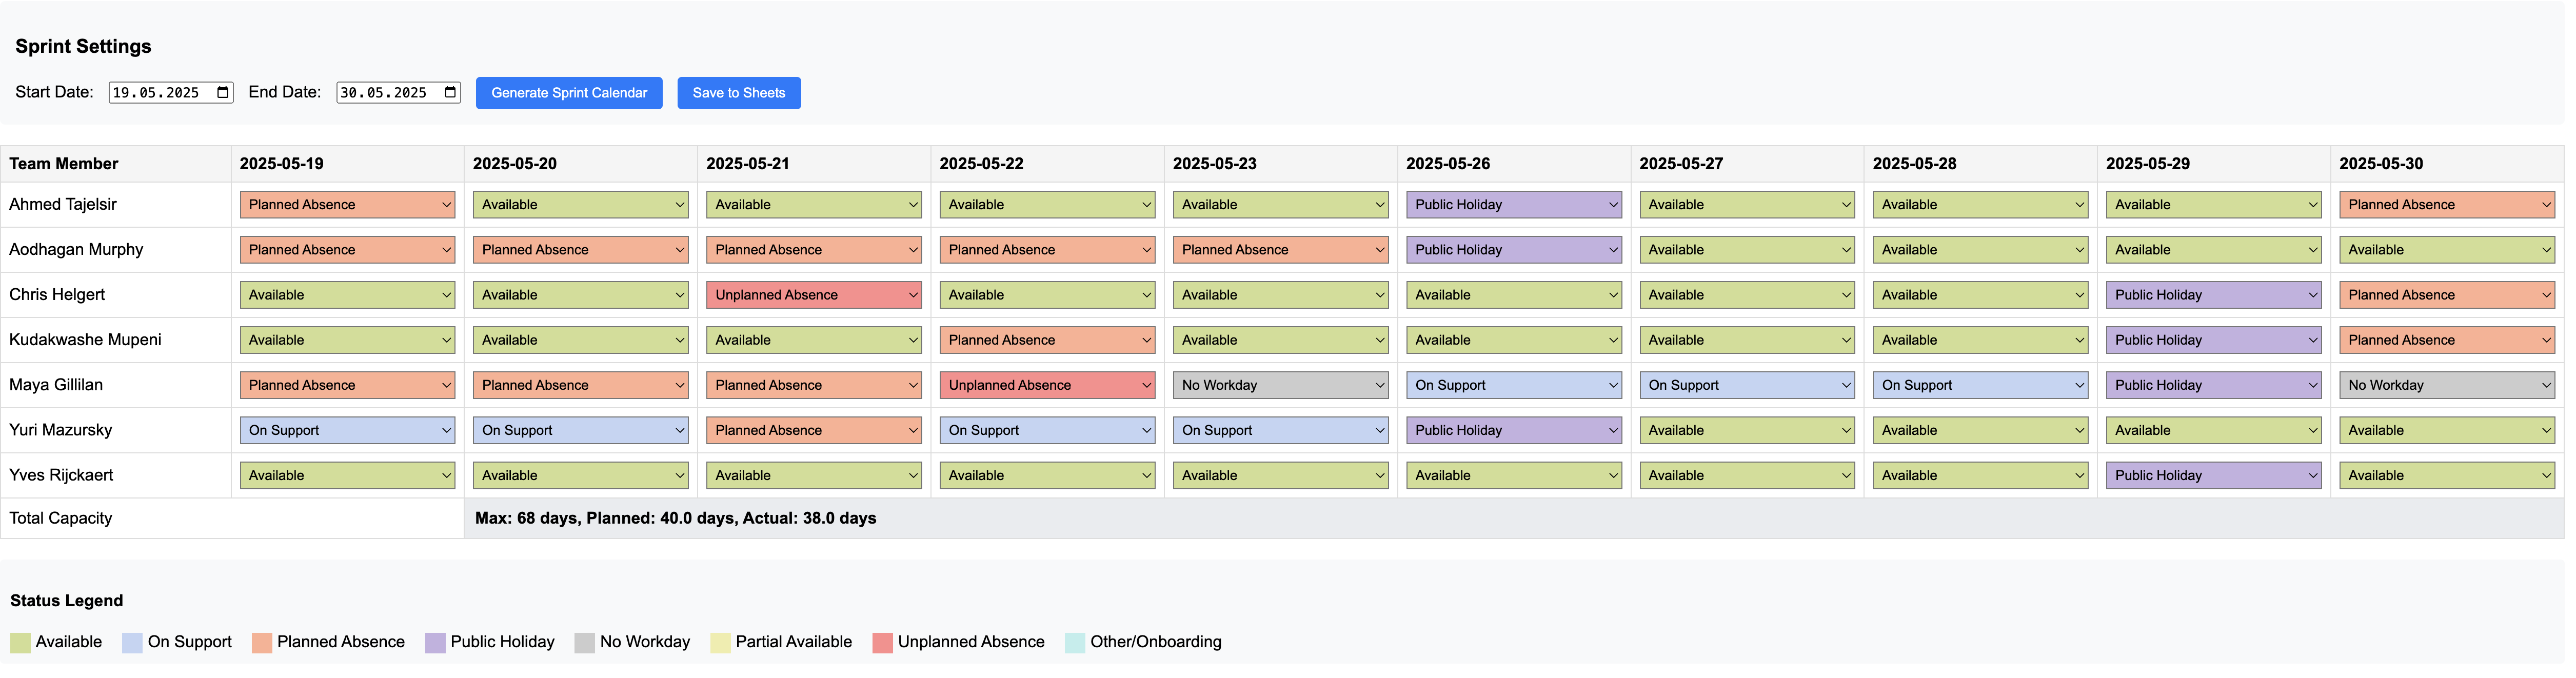 Sprint Settings
Start Date: 19.05.2025 End Date: 30.05.2025 Generate Sprint Calendar Save to Sheets
Team Member 2025-05-19 2025-05-20 2025-05-21 2025-05-22 2025-05-23 2025-05-26 2025-05-27 2025-05-28 2025-05-29 2025-05-30
Ahmed Tajelsir Planned Absence Available Available Available Available Public Holiday Available Available Available Planned Absence
Aodhagan Murphy Planned Absence Planned Absence Planned Absence Planned Absence Planned Absence Public Holiday Available Available Available Available
Chris Helgert Available Available Unplanned Absence Available Available Available Available Available Public Holiday Planned Absence
Kudakwashe Mupeni Available Available Available Planned Absence Available Available Available Available Public Holiday Planned Absence
Maya Gillilan Planned Absence Planned Absence Planned Absence Unplanned Absence No Workday On Support On Support On Support Public Holiday No Workday
Yuri Mazursky On Support On Support Planned Absence On Support On Support Public Holiday Available Available Available Available
Yves Rijckaert Available Available Available Available Available Available Available Available Public Holiday Available
Total Capacity Max: 68 days, Planned: 40.0 days, Actual: 38.0 days
Status Legend
Available On Support Planned Absence Public Holiday No Workday Partial Available Unplanned Absence Other/Onboarding